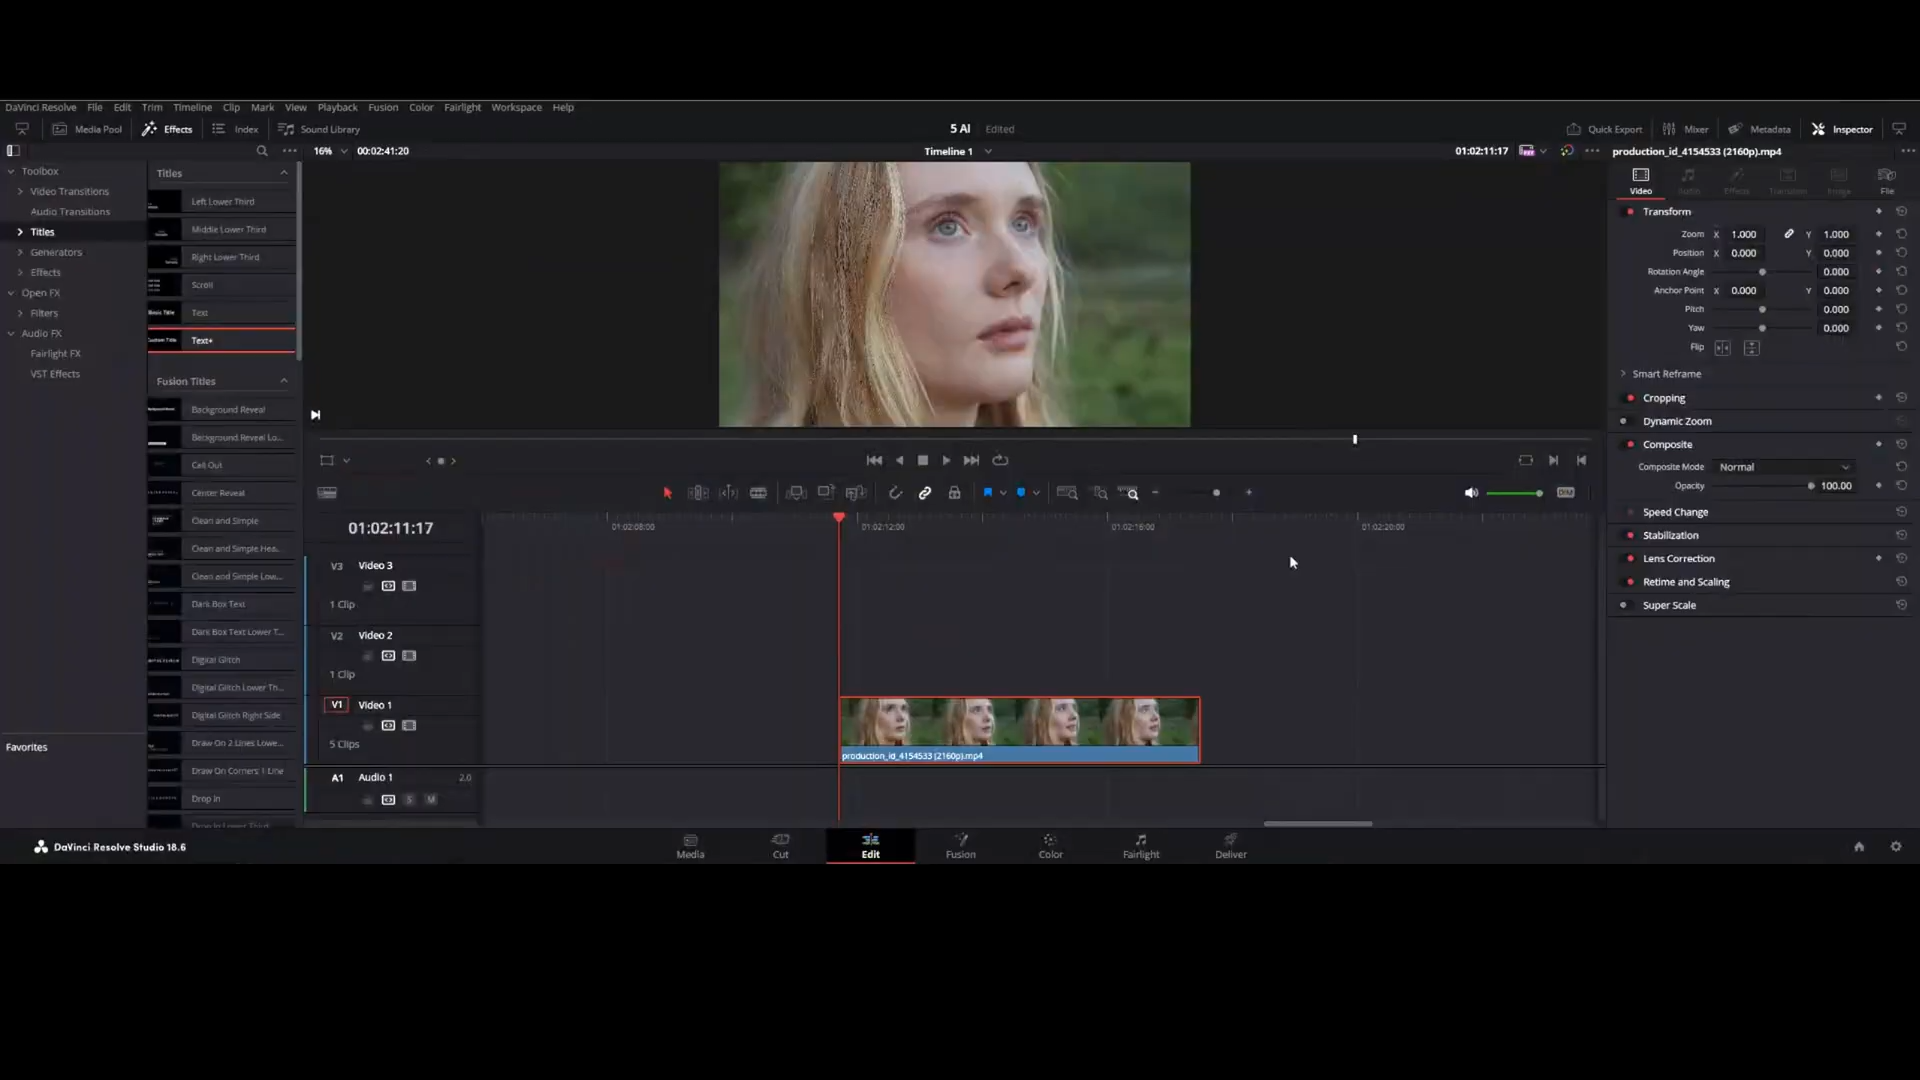 DaVinci Resolve File Edit Trim Timeline Clip Mark View Playback Fusion Color Fairlight Workspace Help
Media Pool Effects Index Sound Library 5 AI Edited Quick Export Mixer Metadata Inspector
16% 00:02:41:20 Timeline 1 01:02:11:17 production_id_4154533 (2160p).mp4
Toolbox
Video Transitions
Audio Transitions
Titles
Generators
Effects
Open FX
Filters
Audio FX
Fairlight FX
VST Effects
Favorites
Titles
Left Lower Third
Middle Lower Third
Right Lower Third
Scroll
Text
Text+
Fusion Titles
Background Reveal
Background Reveal Lo...
Call Out
Center Reveal
Clean and Simple
Clean and Simple Hea...
Clean and Simple Low...
Dark Box Text
Dark Box Text Lower T...
Digital Glitch
Digital Glitch Lower Th...
Digital Glitch Right Side
Draw On 2 Lines Lowe...
Draw On Corners 1 Line
Drop In
Drop In Lower Third
01:02:11:17
01:02:08:00 01:02:12:00 01:02:16:00 01:02:20:00
V3 Video 3
1 Clip
V2 Video 2
1 Clip
V1 Video 1
5 Clips
production_id_4154533 (2160p).mp4
A1 Audio 1 2.0
S M
DIM
Video Audio Effects Transition Image File
Transform
Zoom X 1.000 Y 1.000
Position X 0.000 Y 0.000
Rotation Angle 0.000
Anchor Point X 0.000 Y 0.000
Pitch 0.000
Yaw 0.000
Flip
Smart Reframe
Cropping
Dynamic Zoom
Composite
Composite Mode Normal
Opacity 100.00
Speed Change
Stabilization
Lens Correction
Retime and Scaling
Super Scale
DaVinci Resolve Studio 18.6
Media Cut Edit Fusion Color Fairlight Deliver